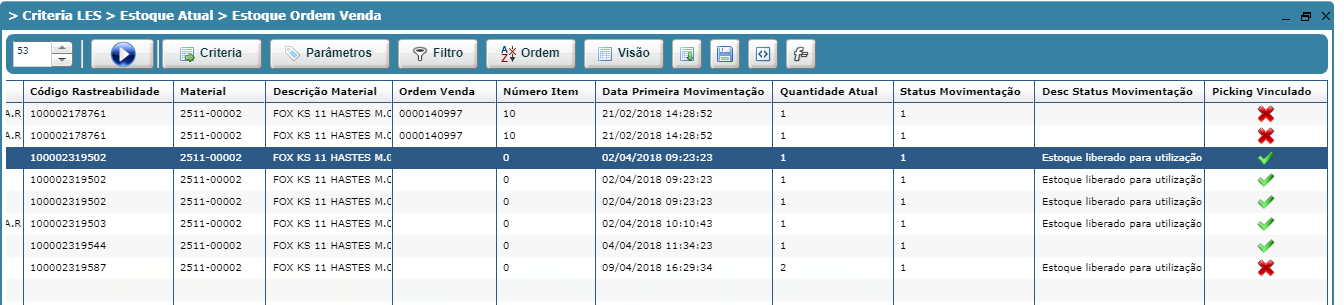 > Criteria LES > Estoque Atual > Estoque Ordem Venda
53 Criteria Parâmetros Filtro Ordem Visão
Código Rastreabilidade Material Descrição Material Ordem Venda Número Item Data Primeira Movimentação Quantidade Atual Status Movimentação Desc Status Movimentação Picking Vinculado
A.R 100002178761 2511-00002 FOX KS 11 HASTES M.C 0000140997 10 21/02/2018 14:28:52 1 1
A.R 100002178761 2511-00002 FOX KS 11 HASTES M.C 0000140997 10 21/02/2018 14:28:52 1 1
100002319502 2511-00002 FOX KS 11 HASTES M.C 0 02/04/2018 09:23:23 1 1 Estoque liberado para utilização
100002319502 2511-00002 FOX KS 11 HASTES M.C 0 02/04/2018 09:23:23 1 1 Estoque liberado para utilização
100002319502 2511-00002 FOX KS 11 HASTES M.C 0 02/04/2018 09:23:23 1 1 Estoque liberado para utilização
A.R 100002319503 2511-00002 FOX KS 11 HASTES M.C 0 02/04/2018 10:10:43 1 1 Estoque liberado para utilização
100002319544 2511-00002 FOX KS 11 HASTES M.C 0 04/04/2018 11:34:23 1 1
100002319587 2511-00002 FOX KS 11 HASTES M.C 0 09/04/2018 16:29:34 2 1 Estoque liberado para utilização